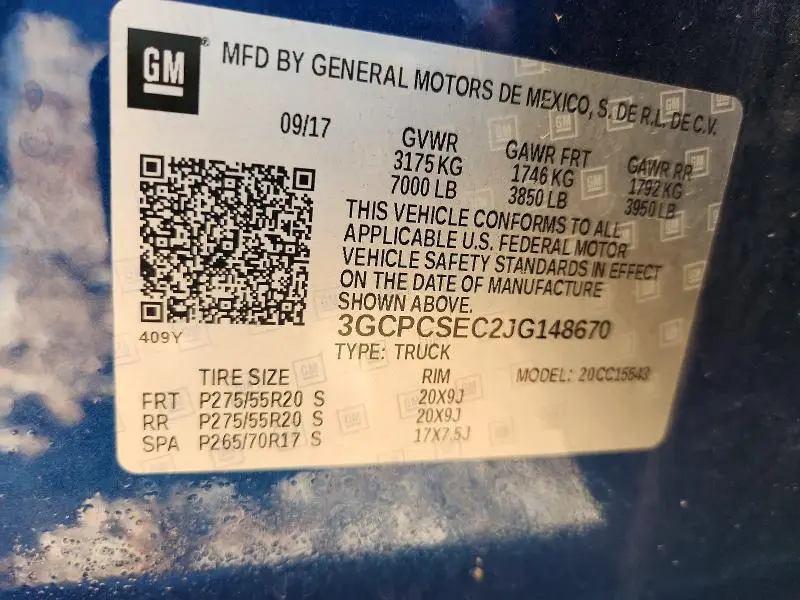 GM
MFD BY GENERAL MOTORS DE MEXICO, S. DE R.L. DE C.V.
09/17
GVWR
3175 KG
7000 LB
GAWR FRT
1746 KG
3850 LB
GAWR RR
1792 KG
3950 LB
THIS VEHICLE CONFORMS TO ALL
APPLICABLE U.S. FEDERAL MOTOR
VEHICLE SAFETY STANDARDS IN EFFECT
ON THE DATE OF MANUFACTURE
SHOWN ABOVE.
409Y
3GCPCSEC2JG148670
TYPE: TRUCK
TIRE SIZE RIM MODEL: 20CC15543
FRT P275/55R20 S 20X9J
RR P275/55R20 S 20X9J
SPA P265/70R17 S 17X7.5J